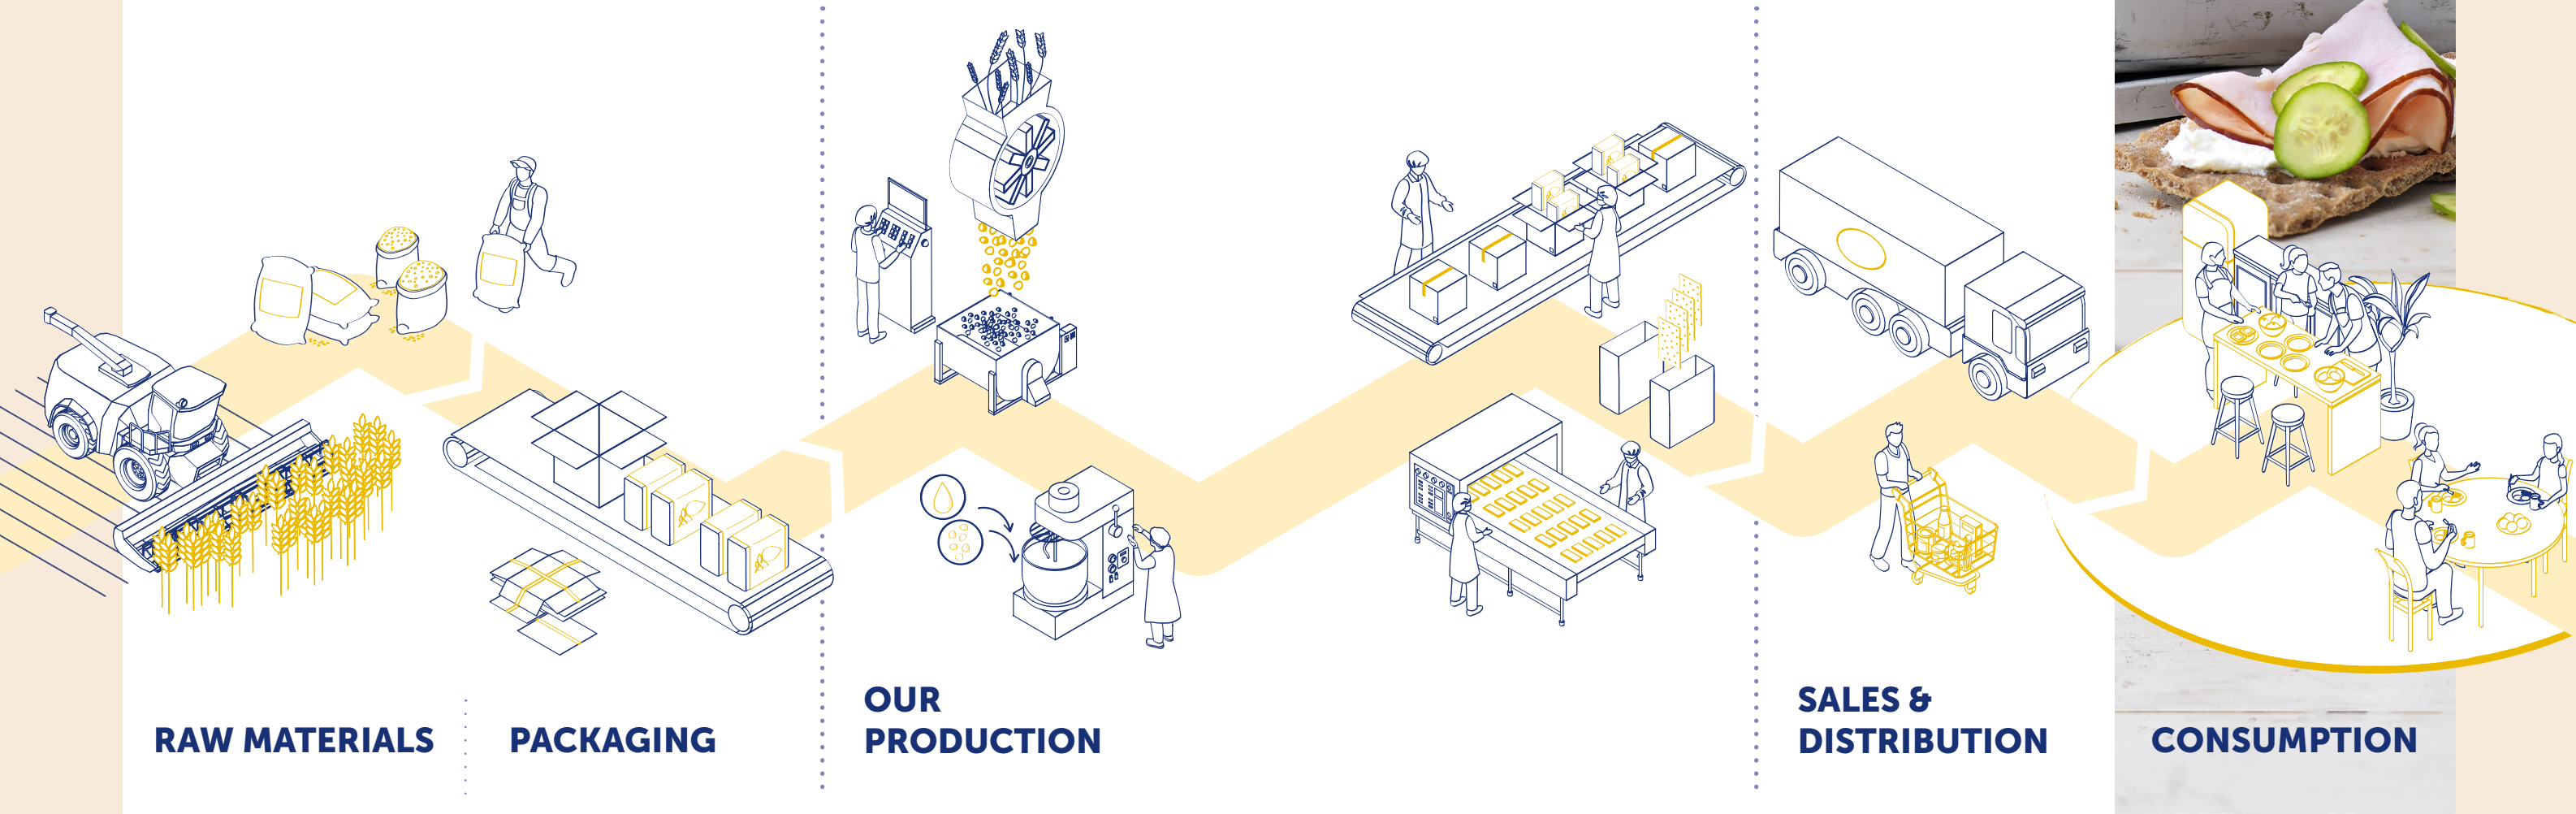 RAW MATERIALS
PACKAGING
OUR
PRODUCTION
SALES &
DISTRIBUTION
CONSUMPTION